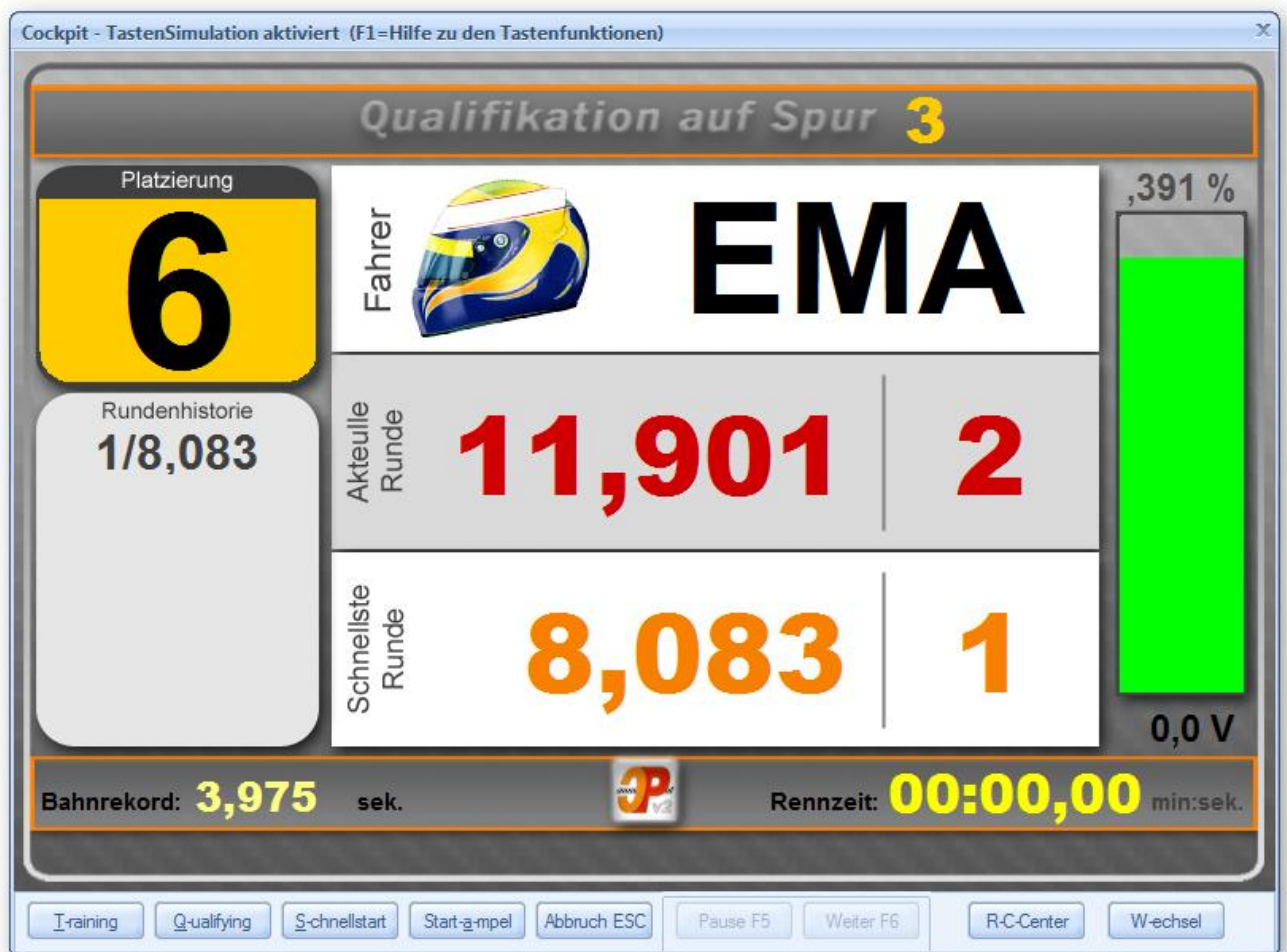 Cockpit - TastenSimulation aktiviert (F1=Hilfe zu den Tastenfunktionen)
Qualifikation auf Spur 3
Platzierung
6
Fahrer
EMA
,391 %
Rundenhistorie
1/8,083
Akteulle
Runde
11,901
2
Schnellste
Runde
8,083
1
0,0 V
Bahnrekord: 3,975 sek.
v3
Rennzeit: 00:00,00 min:sek.
T-raining
Q-ualifying
S-chnellstart
Start-a-mpel
Abbruch ESC
Pause F5
Weiter F6
R-C-Center
W-echsel